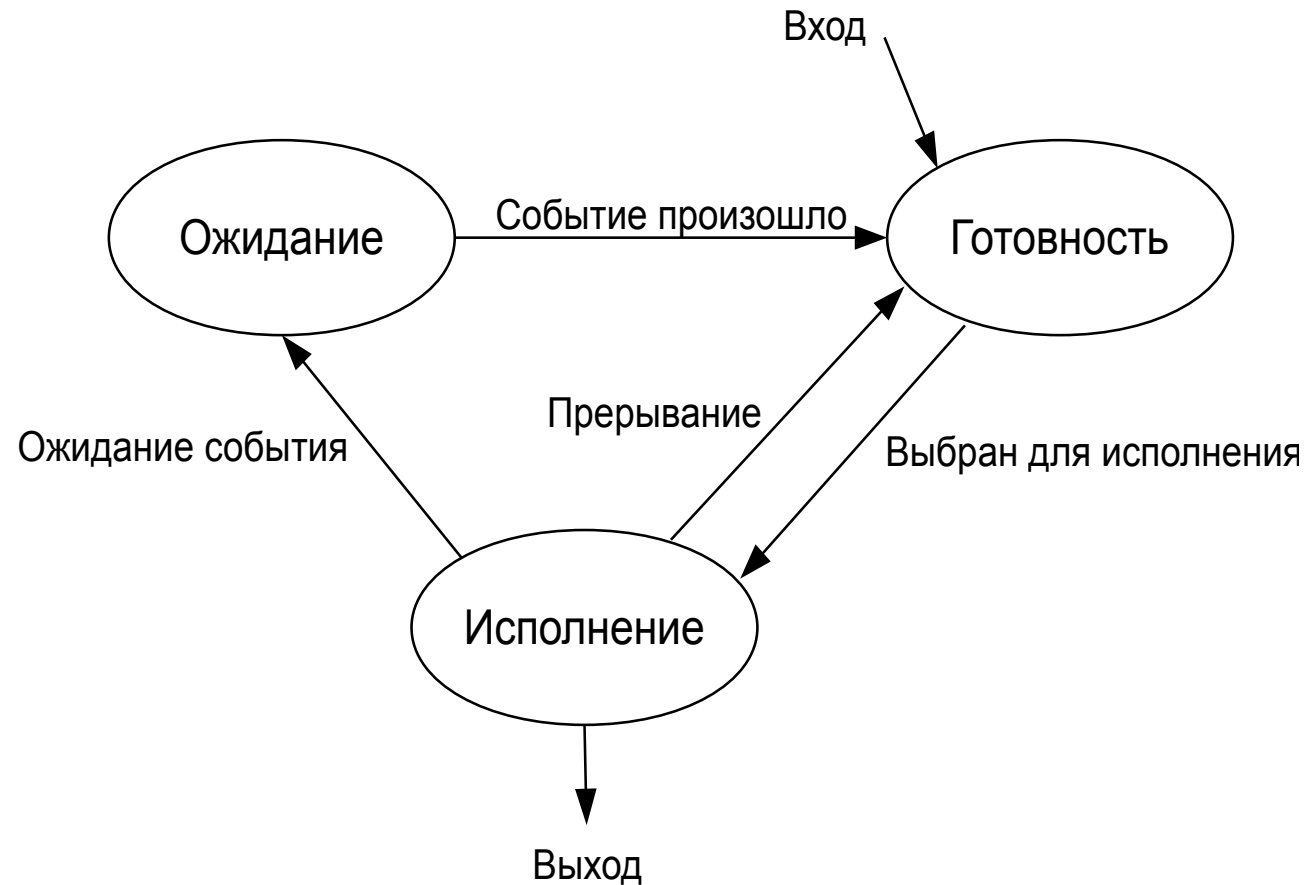 Вход
Ожидание
Событие произошло
Готовность
Прерывание
Ожидание события
Выбран для исполнения
Исполнение
Выход